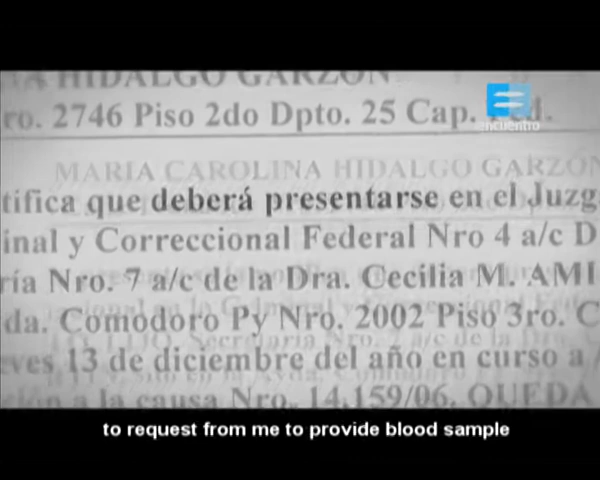 HIDALGO GARZON
ro. 2746 Piso 2do Dpto. 25 Cap. Fed.
encuentro
MARIA CAROLINA HIDALGO GARZON
tifica que deberá presentarse en el Juzg
inal y Correccional Federal Nro 4 a/c D
ría Nro. 7 a/c de la Dra. Cecilia M. AMI
da. Comodoro Py Nro. 2002 Piso 3ro. C
eves 13 de diciembre del año en curso a
ción a la causa Nro. 14.159/06. QUEDA
to request from me to provide blood sample